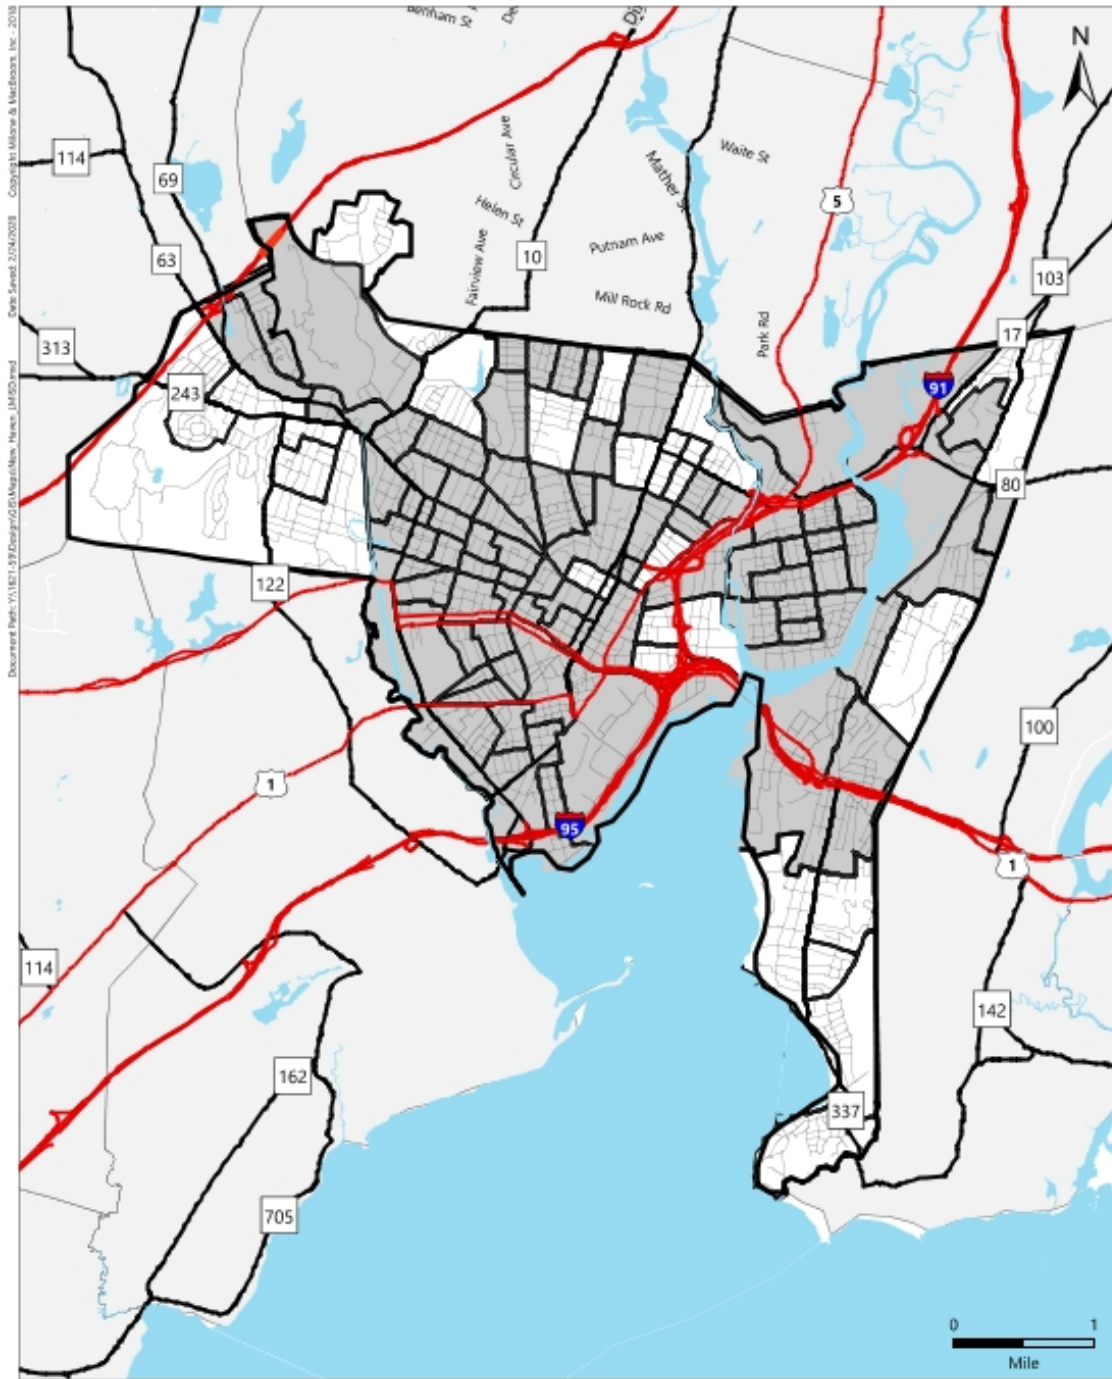 Benham St
N
Copyright Milone & MacBroom, Inc - 2018
Date Saved: 2/24/2020
114
69
Circular Ave
Mather St
Waite St
5
Helen St
63
Fairview Ave
10
Putnam Ave
103
Mill Rock Rd
Park Rd
17
313
91
243
80
122
100
1
95
1
114
142
162
337
705
0 1
Mile